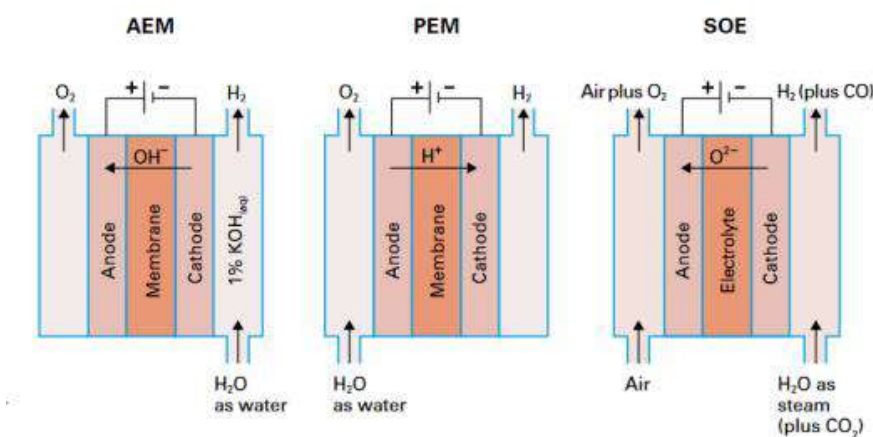 AEM
PEM
SOE
O₂
+ −
H₂
OH⁻
Anode
Membrane
Cathode
1% KOH(aq)
H₂O
as water
O₂
+ −
H₂
H⁺
Anode
Membrane
Cathode
H₂O
as water
Air plus O₂
+ −
H₂ (plus CO)
O²⁻
Anode
Electrolyte
Cathode
Air
H₂O as
steam
(plus CO₂)